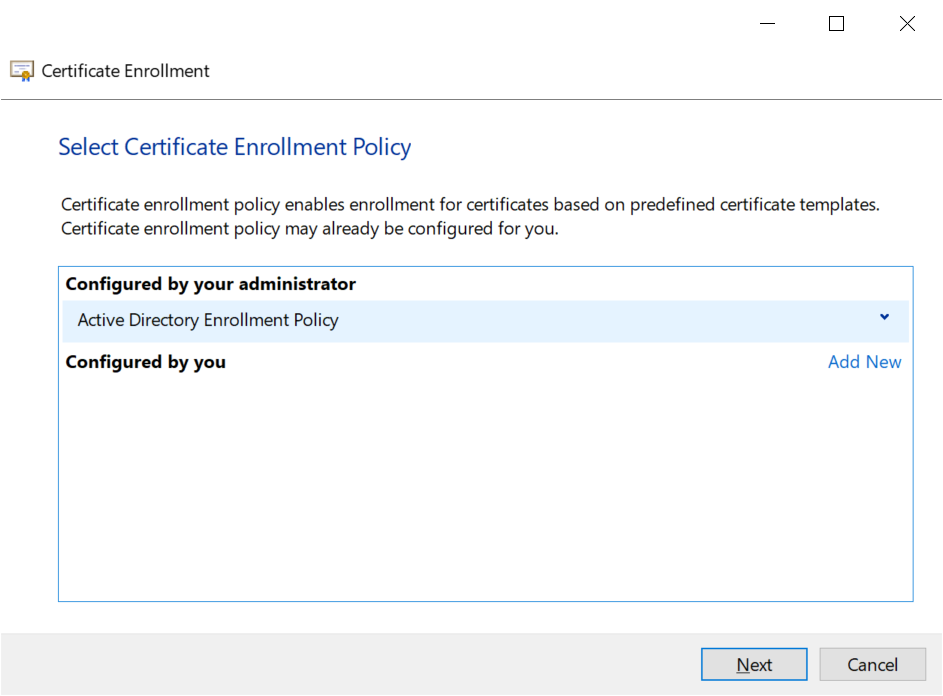 Certificate Enrollment
Select Certificate Enrollment Policy
Certificate enrollment policy enables enrollment for certificates based on predefined certificate templates.
Certificate enrollment policy may already be configured for you.
Configured by your administrator
Active Directory Enrollment Policy
Configured by you Add New
Next Cancel